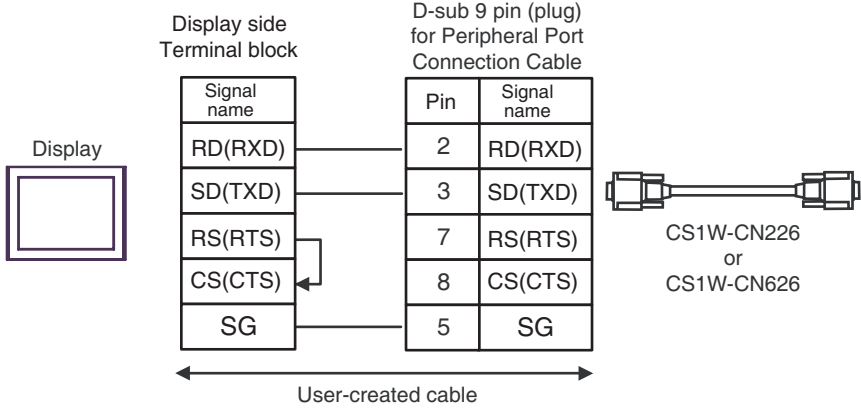 Display side
Terminal block
D-sub 9 pin (plug)
for Peripheral Port
Connection Cable
Signal
name
Pin
Signal
name
RD(RXD)
2
RD(RXD)
SD(TXD)
3
SD(TXD)
RS(RTS)
7
RS(RTS)
CS(CTS)
8
CS(CTS)
SG
5
SG
Display
CS1W-CN226
or
CS1W-CN626
User-created cable